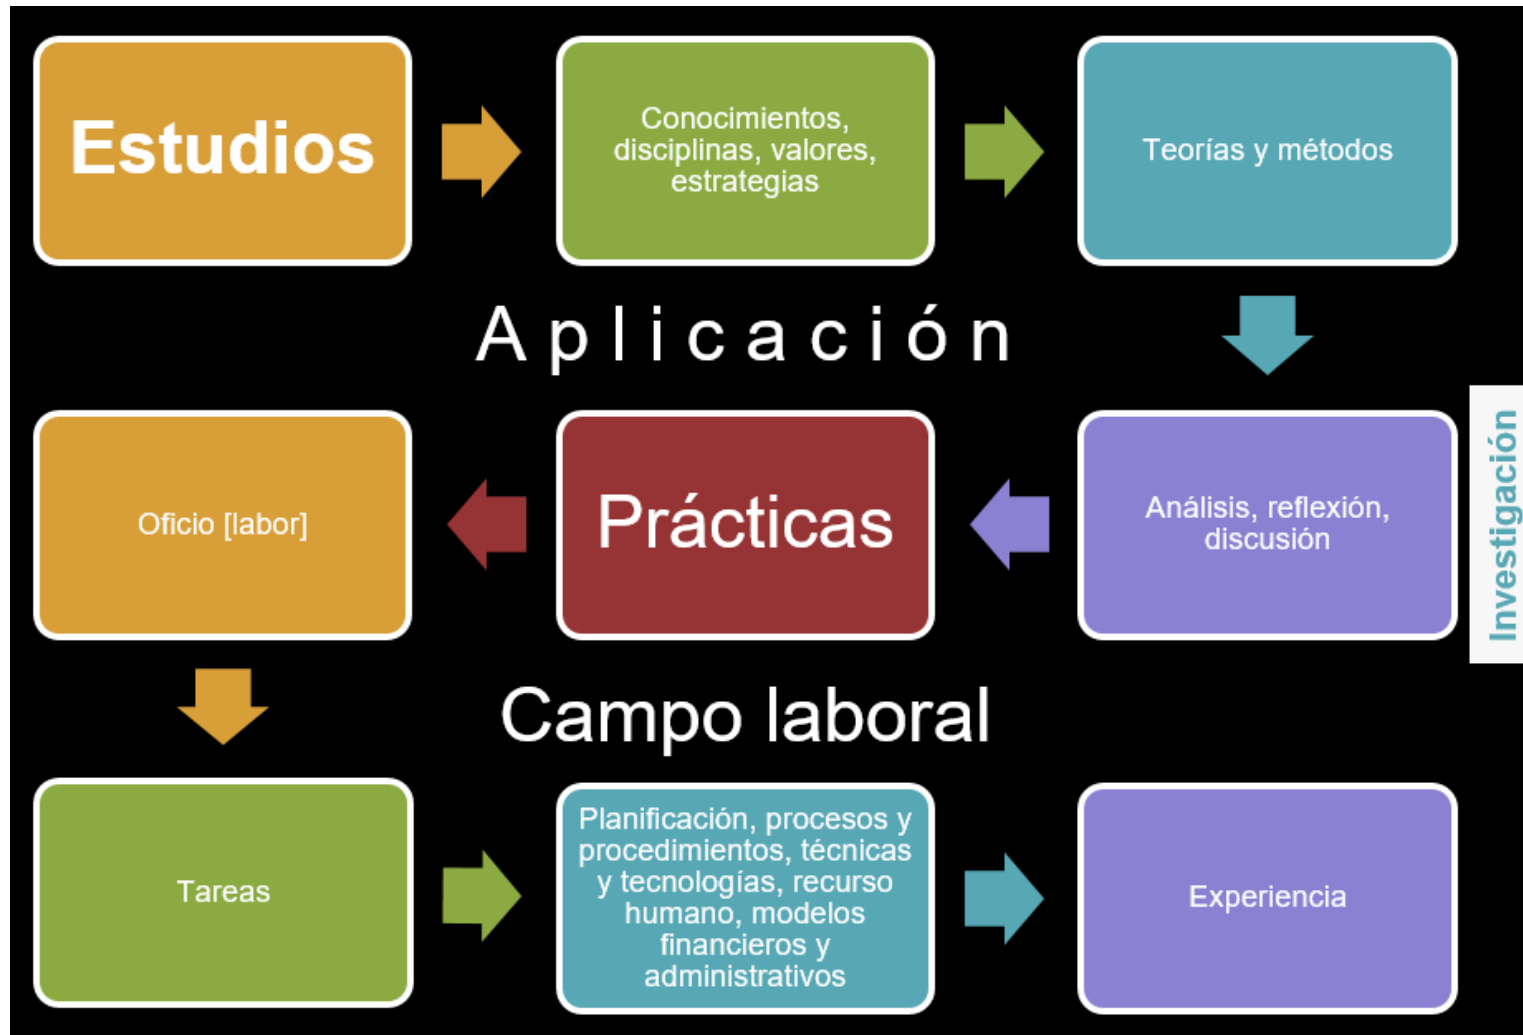 Estudios
Conocimientos,
disciplinas, valores,
estrategias
Teorías y métodos
Aplicación
Oficio [labor]
Prácticas
Análisis, reflexión,
discusión
Investigación
Campo laboral
Tareas
Planificación, procesos y
procedimientos, técnicas
y tecnologías, recurso
humano, modelos
financieros y
administrativos
Experiencia